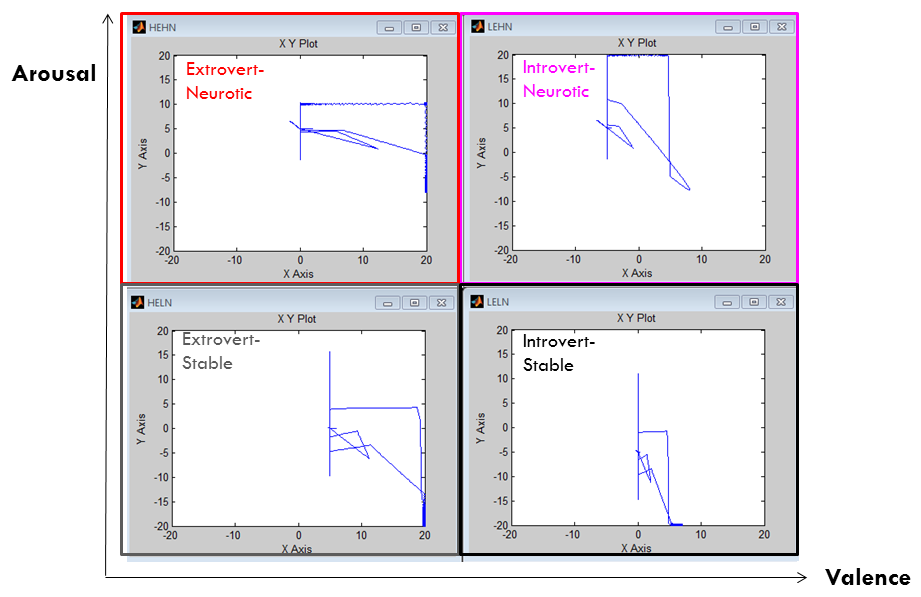 Arousal
HEHN
X Y Plot
Extrovert-
Neurotic
Y Axis
20
15
10
5
0
-5
-10
-15
-20
-20
-10
0
10
20
X Axis
LEHN
X Y Plot
Introvert-
Neurotic
Y Axis
20
15
10
5
0
-5
-10
-15
-20
-20
-10
0
10
20
X Axis
HELN
X Y Plot
Extrovert-
Stable
Y Axis
20
15
10
5
0
-5
-10
-15
-20
-20
-10
0
10
20
X Axis
LELN
X Y Plot
Introvert-
Stable
Y Axis
20
15
10
5
0
-5
-10
-15
-20
-20
-10
0
10
20
X Axis
Valence